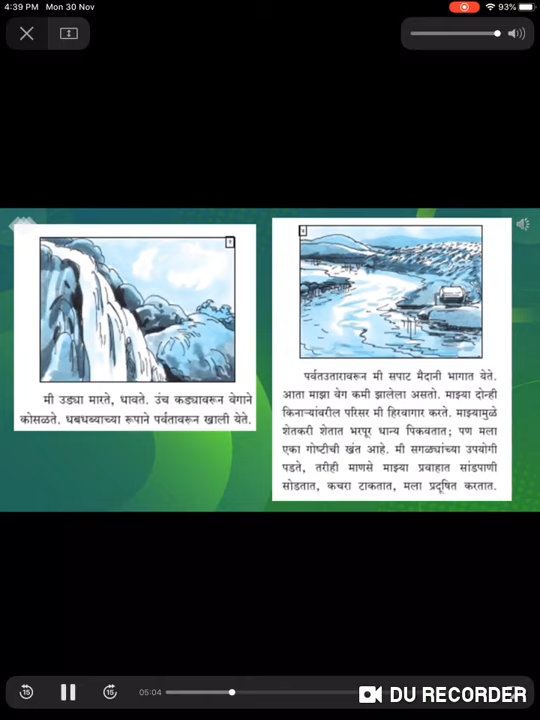 4:39 PM Mon 30 Nov
93%
मी उड्या मारते, धावते. उंच कड्यावरून वेगाने
कोसळते. धबधब्याच्या रूपाने पर्वतावरून खाली येते.
पर्वतउतारावरून मी सपाट मैदानी भागात येते.
आता माझा वेग कमी झालेला असतो. माझ्या दोन्ही
किनाऱ्यांवरील परिसर मी हिरवागार करते. माझ्यामुळे
शेतकरी शेतात भरपूर धान्य पिकवतात; पण मला
एका गोष्टीची खंत आहे. मी सगळ्यांच्या उपयोगी
पडते, तरीही माणसे माझ्या प्रवाहात सांडपाणी
सोडतात, कचरा टाकतात, मला प्रदूषित करतात.
15
15
05:04
DU RECORDER